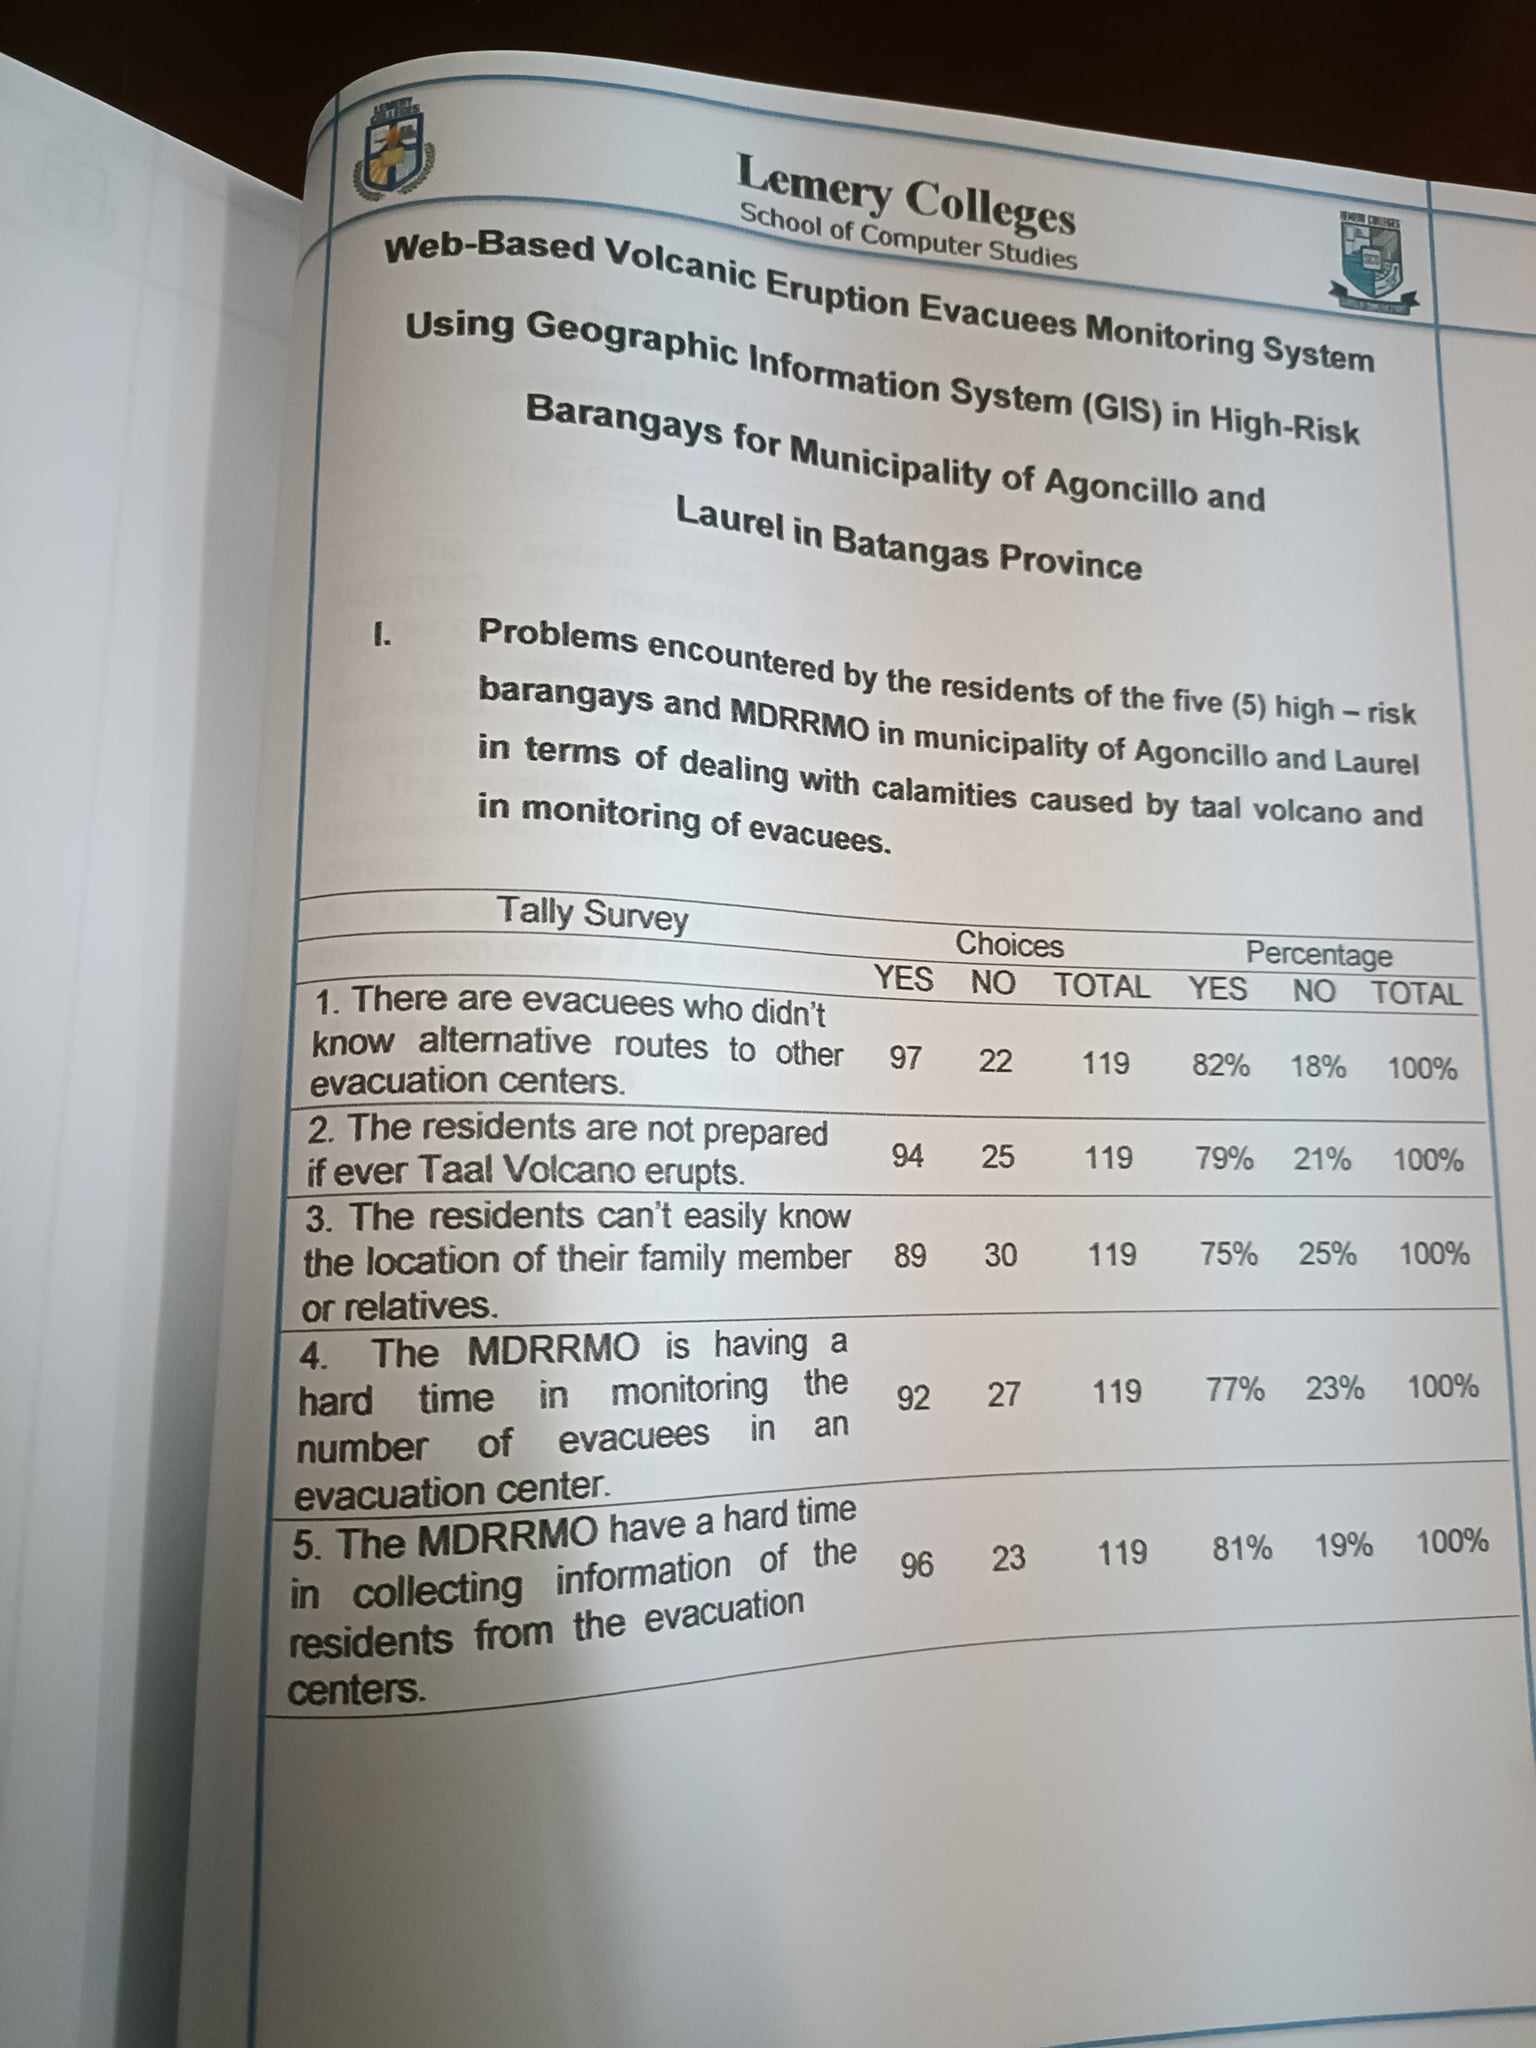 LEMERY COLLEGES
Lemery Colleges
School of Computer Studies
LEMERY COLLEGES
Web-Based Volcanic Eruption Evacuees Monitoring System
Using Geographic Information System (GIS) in High-Risk
Barangays for Municipality of Agoncillo and
Laurel in Batangas Province
I. Problems encountered by the residents of the five (5) high – risk
barangays and MDRRMO in municipality of Agoncillo and Laurel
in terms of dealing with calamities caused by taal volcano and
in monitoring of evacuees.
Tally Survey Choices Percentage
YES NO TOTAL YES NO TOTAL
1. There are evacuees who didn't
know alternative routes to other 97 22 119 82% 18% 100%
evacuation centers.
2. The residents are not prepared
if ever Taal Volcano erupts. 94 25 119 79% 21% 100%
3. The residents can't easily know
the location of their family member 89 30 119 75% 25% 100%
or relatives.
4. The MDRRMO is having a
hard time in monitoring the 92 27 119 77% 23% 100%
number of evacuees in an
evacuation center.
5. The MDRRMO have a hard time
in collecting information of the 96 23 119 81% 19% 100%
residents from the evacuation
centers.